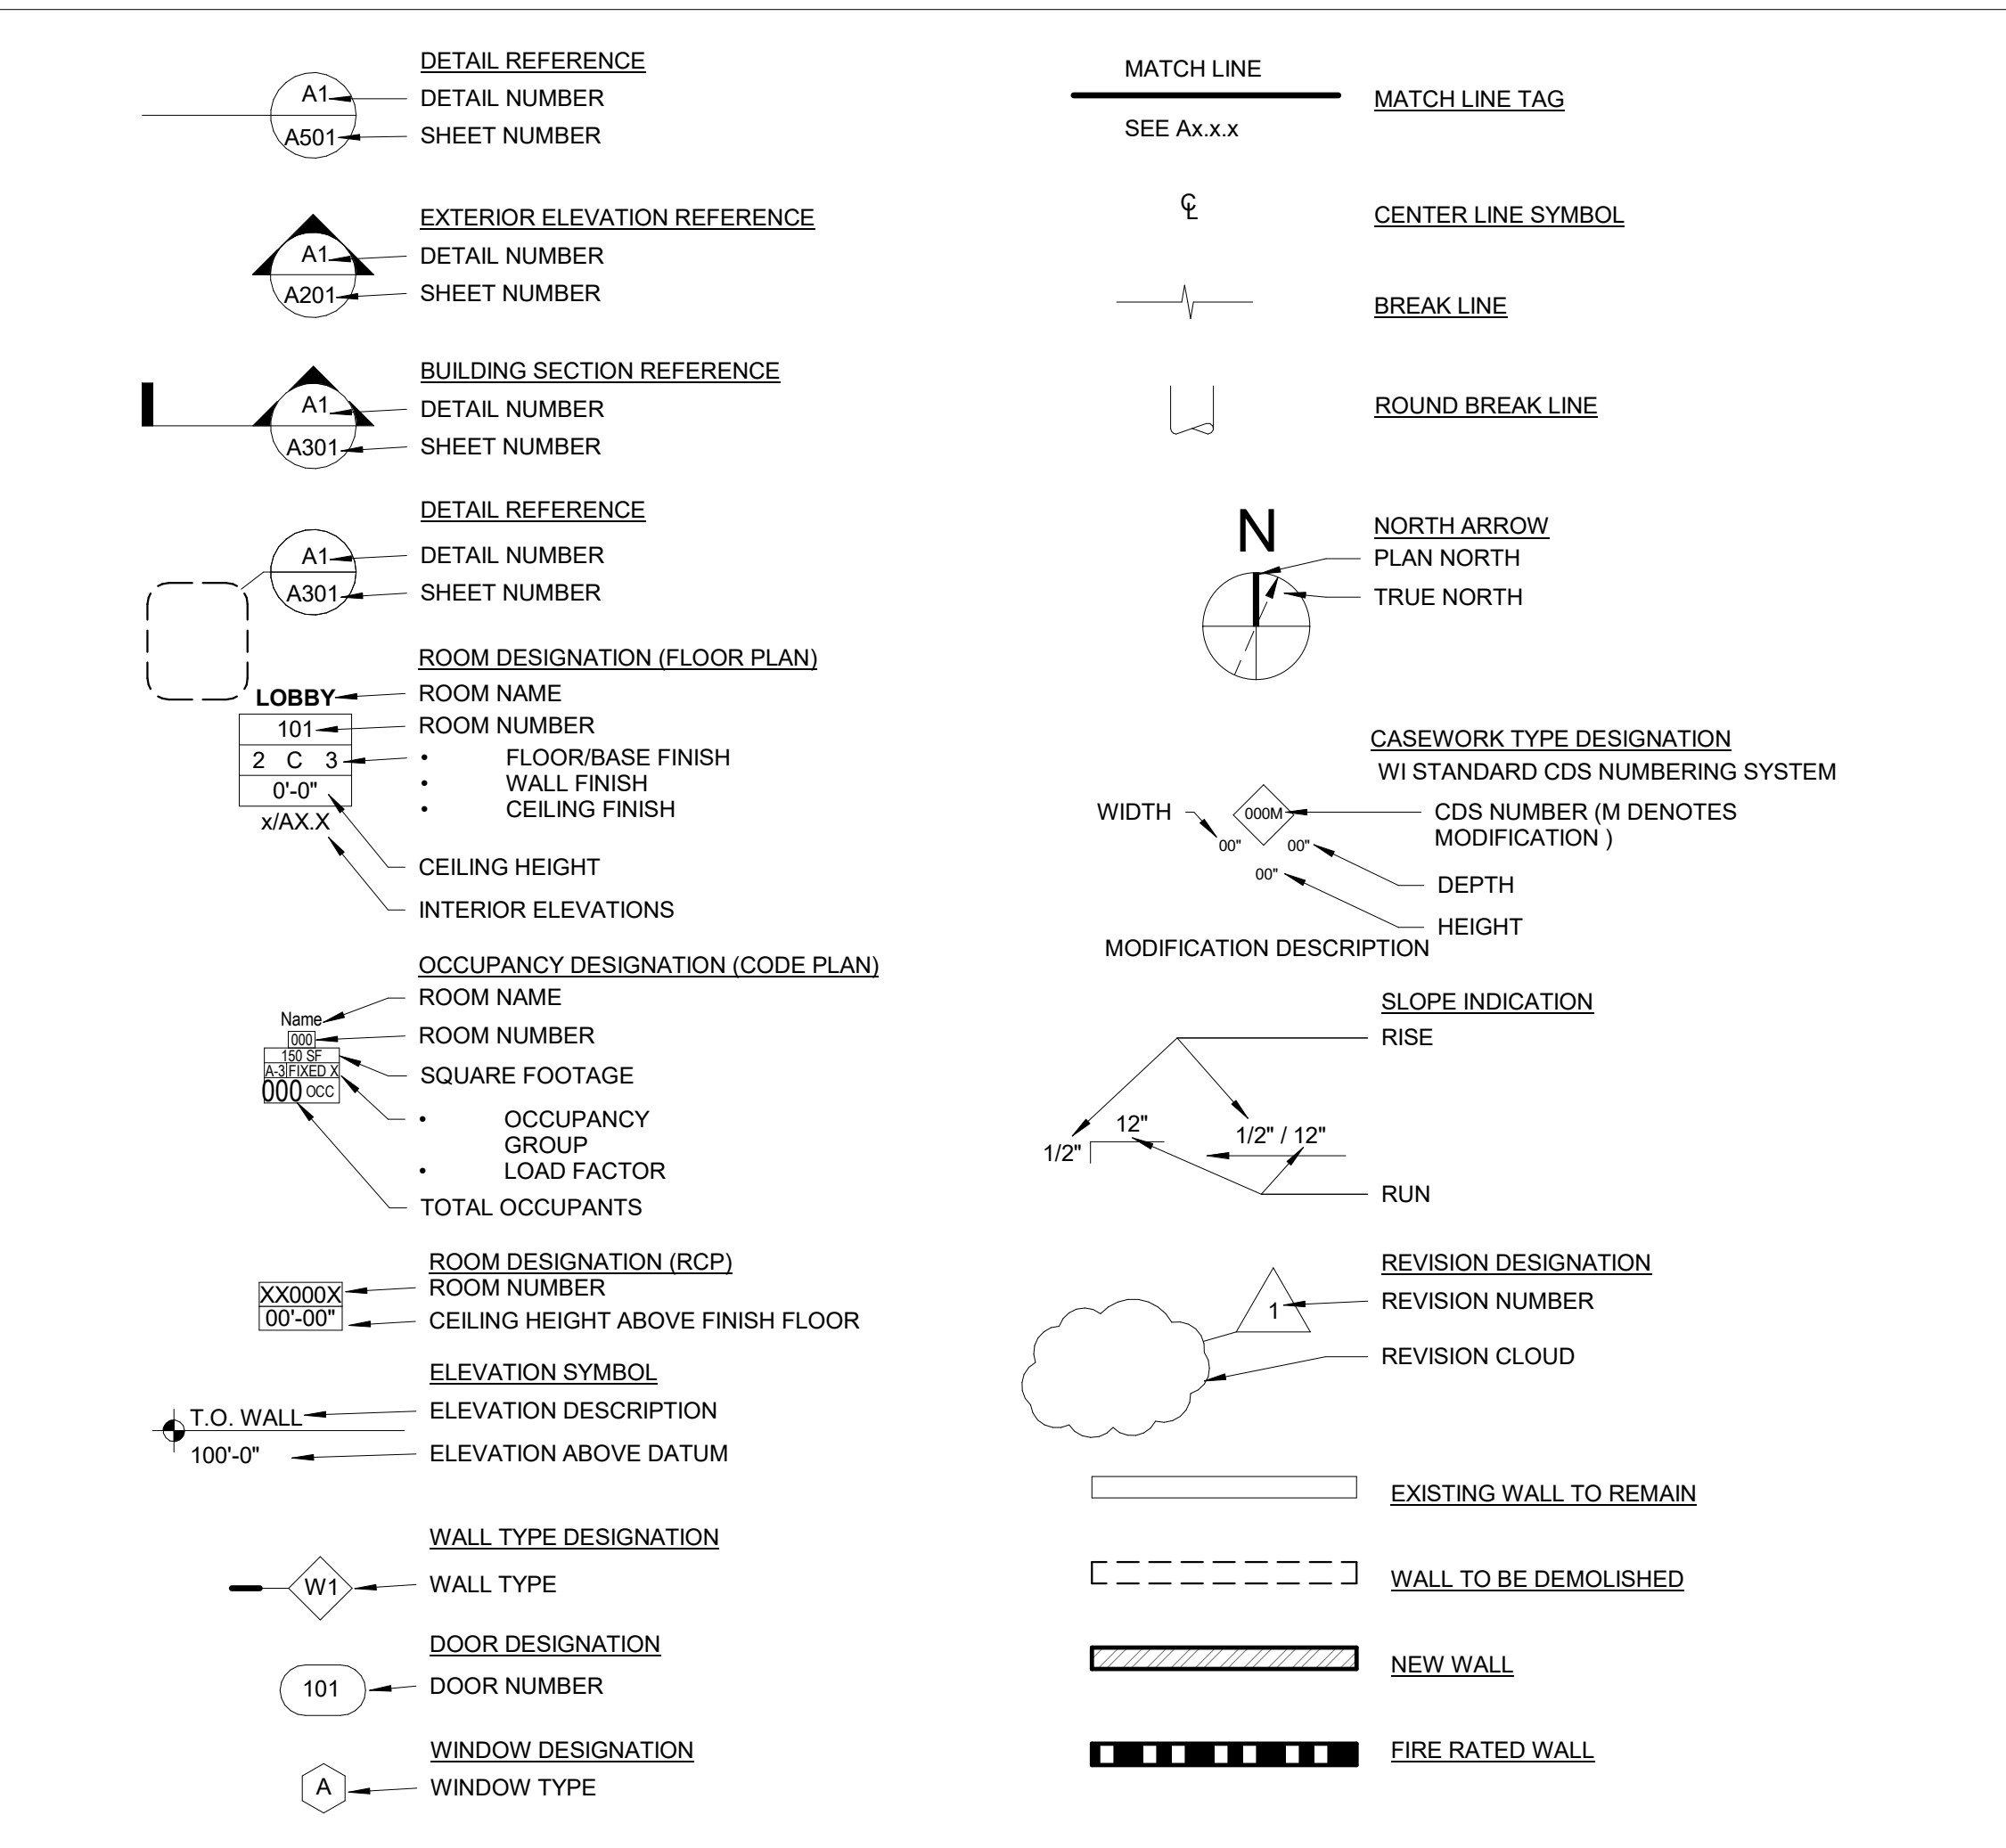 DETAIL REFERENCE
A1
DETAIL NUMBER
A501
SHEET NUMBER
EXTERIOR ELEVATION REFERENCE
A1
DETAIL NUMBER
A201
SHEET NUMBER
BUILDING SECTION REFERENCE
A1
DETAIL NUMBER
A301
SHEET NUMBER
DETAIL REFERENCE
A1
DETAIL NUMBER
A301
SHEET NUMBER
ROOM DESIGNATION (FLOOR PLAN)
LOBBY
ROOM NAME
101
ROOM NUMBER
2 C 3
• FLOOR/BASE FINISH
• WALL FINISH
• CEILING FINISH
0'-0"
x/AX.X
CEILING HEIGHT
INTERIOR ELEVATIONS
OCCUPANCY DESIGNATION (CODE PLAN)
ROOM NAME
Name
000
ROOM NUMBER
150 SF
A-3 FIXED X
SQUARE FOOTAGE
000 OCC
• OCCUPANCY
GROUP
• LOAD FACTOR
TOTAL OCCUPANTS
ROOM DESIGNATION (RCP)
XX000X
ROOM NUMBER
00'-00"
CEILING HEIGHT ABOVE FINISH FLOOR
ELEVATION SYMBOL
T.O. WALL
ELEVATION DESCRIPTION
100'-0"
ELEVATION ABOVE DATUM
WALL TYPE DESIGNATION
W1
WALL TYPE
DOOR DESIGNATION
101
DOOR NUMBER
WINDOW DESIGNATION
A
WINDOW TYPE
MATCH LINE
MATCH LINE TAG
SEE Ax.x.x
℄
CENTER LINE SYMBOL
BREAK LINE
ROUND BREAK LINE
N
NORTH ARROW
PLAN NORTH
TRUE NORTH
CASEWORK TYPE DESIGNATION
WI STANDARD CDS NUMBERING SYSTEM
WIDTH
000M
CDS NUMBER (M DENOTES
MODIFICATION )
00"
00"
00"
DEPTH
HEIGHT
MODIFICATION DESCRIPTION
SLOPE INDICATION
RISE
12"
1/2"
1/2" / 12"
RUN
REVISION DESIGNATION
1
REVISION NUMBER
REVISION CLOUD
EXISTING WALL TO REMAIN
WALL TO BE DEMOLISHED
NEW WALL
FIRE RATED WALL